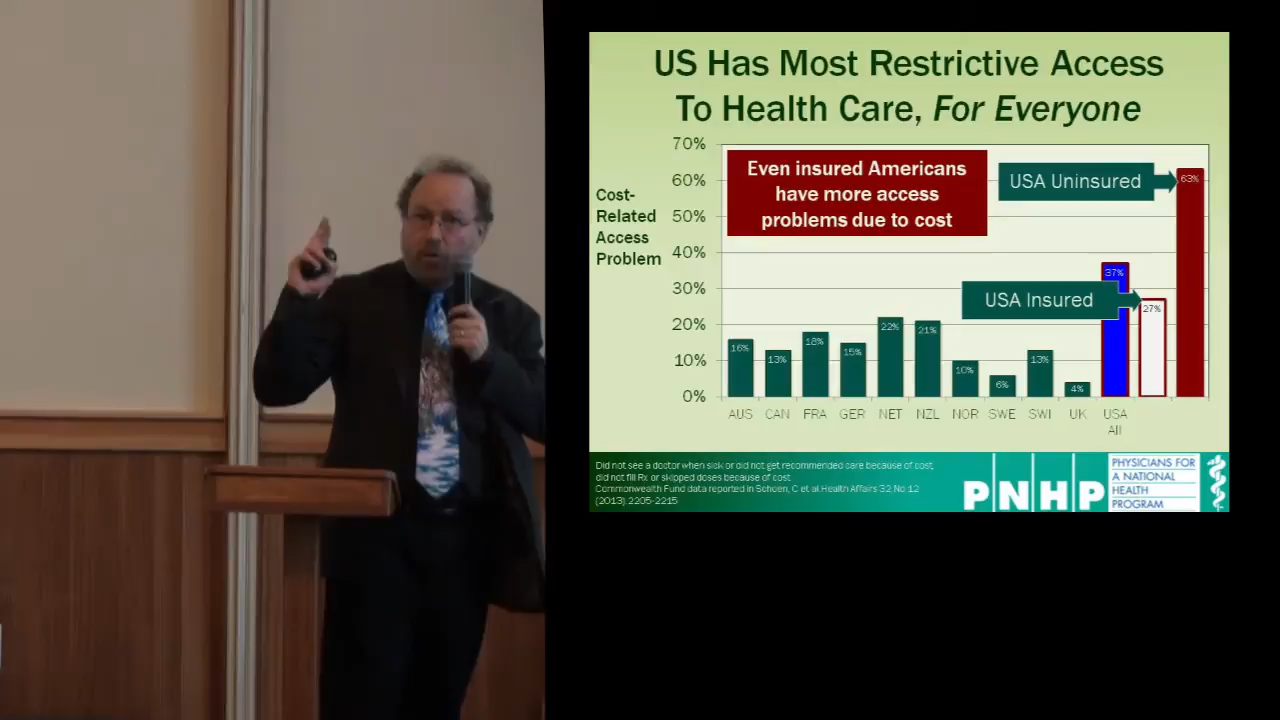 US Has Most Restrictive Access
To Health Care, For Everyone
70%
60%
50%
40%
30%
20%
10%
0%
Cost-
Related
Access
Problem
Even insured Americans
have more access
problems due to cost
USA Uninsured
USA Insured
16%
13%
18%
15%
22%
21%
10%
6%
13%
4%
37%
27%
63%
AUS CAN FRA GER NET NZL NOR SWE SWI UK USA
All
Did not see a doctor when sick or did not get recommended care because of cost,
did not fill Rx or skipped doses because of cost
Commonwealth Fund data reported in Schoen, C et al Health Affairs 32, No 12
(2013):2205-2215
PNHP
PHYSICIANS FOR
A NATIONAL
HEALTH
PROGRAM